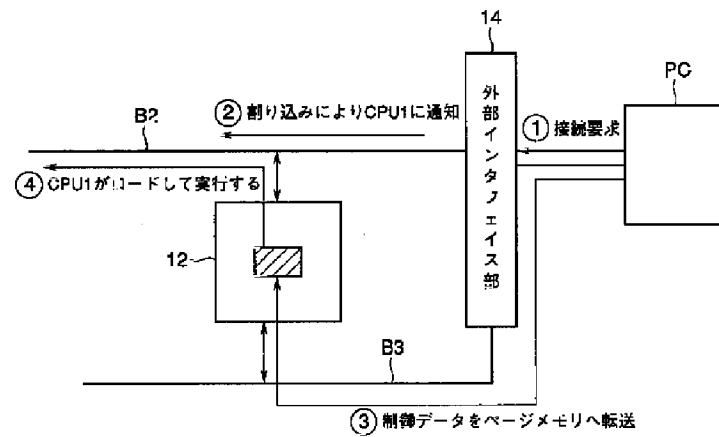 14
PC
外部インタフェイス部
② 割り込みによりCPU1に通知
① 接続要求
B2
④ CPU1がロードして実行する
12
B3
③ 制御データをページメモリへ転送